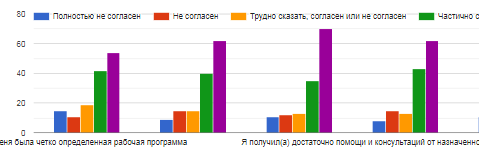 80
Полностью не согласен Не согласен Трудно сказать, согласен или не согласен Частично с
60
40
20
0
еня была четко определенная рабочая программа Я получил(а) достаточно помощи и консультаций от назначенно